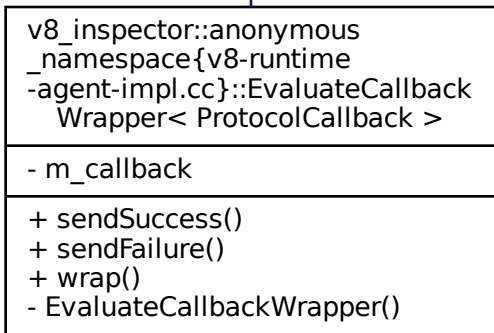 v8_inspector::anonymous
_namespace{v8-runtime
-agent-impl.cc}::EvaluateCallback
Wrapper< ProtocolCallback >
- m_callback
+ sendSuccess()
+ sendFailure()
+ wrap()
- EvaluateCallbackWrapper()